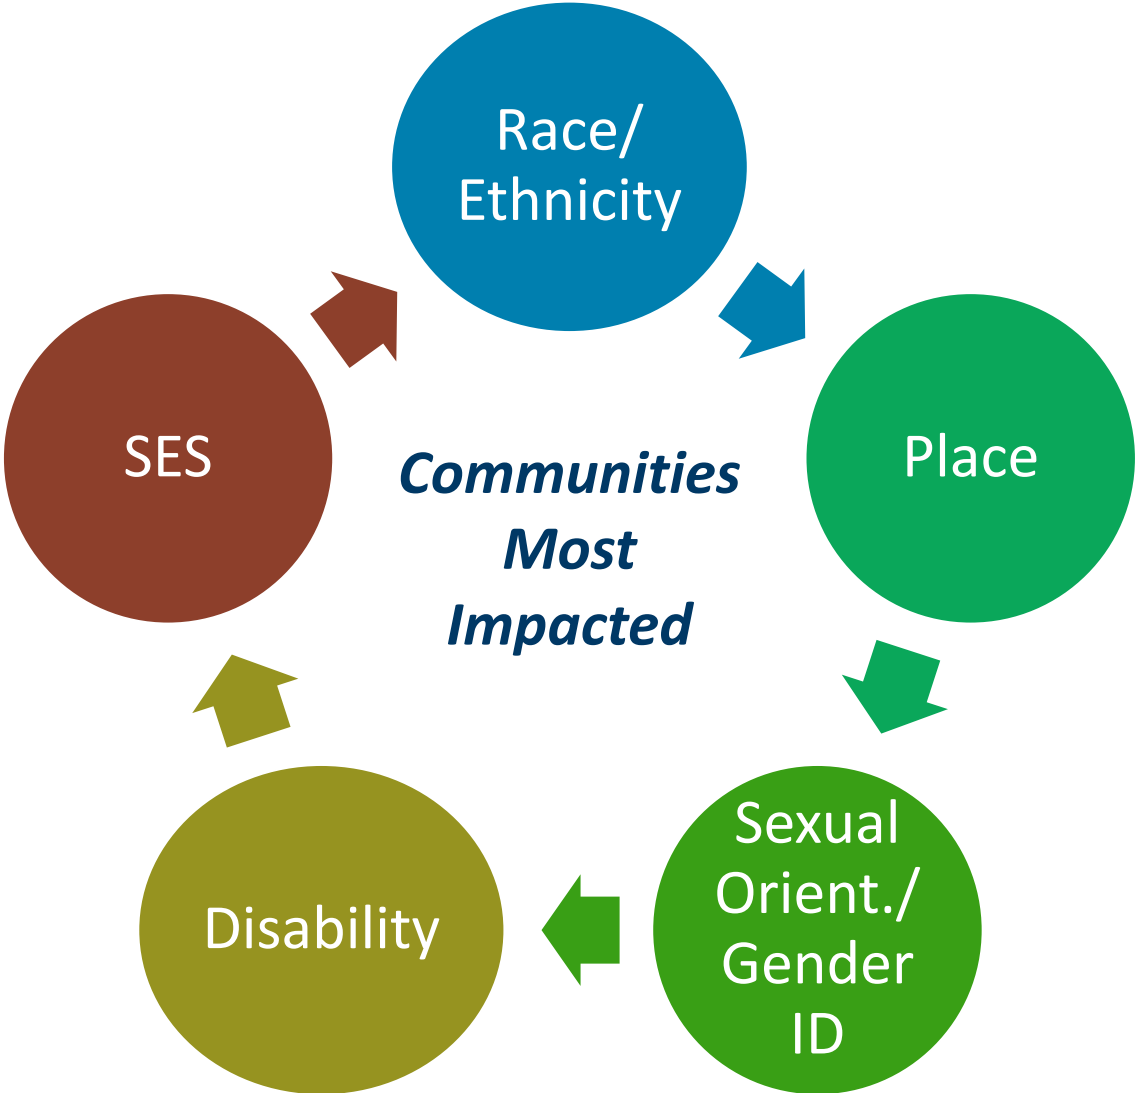 Race/
Ethnicity
Place
Sexual
Orient./
Gender
ID
Disability
SES
Communities
Most
Impacted